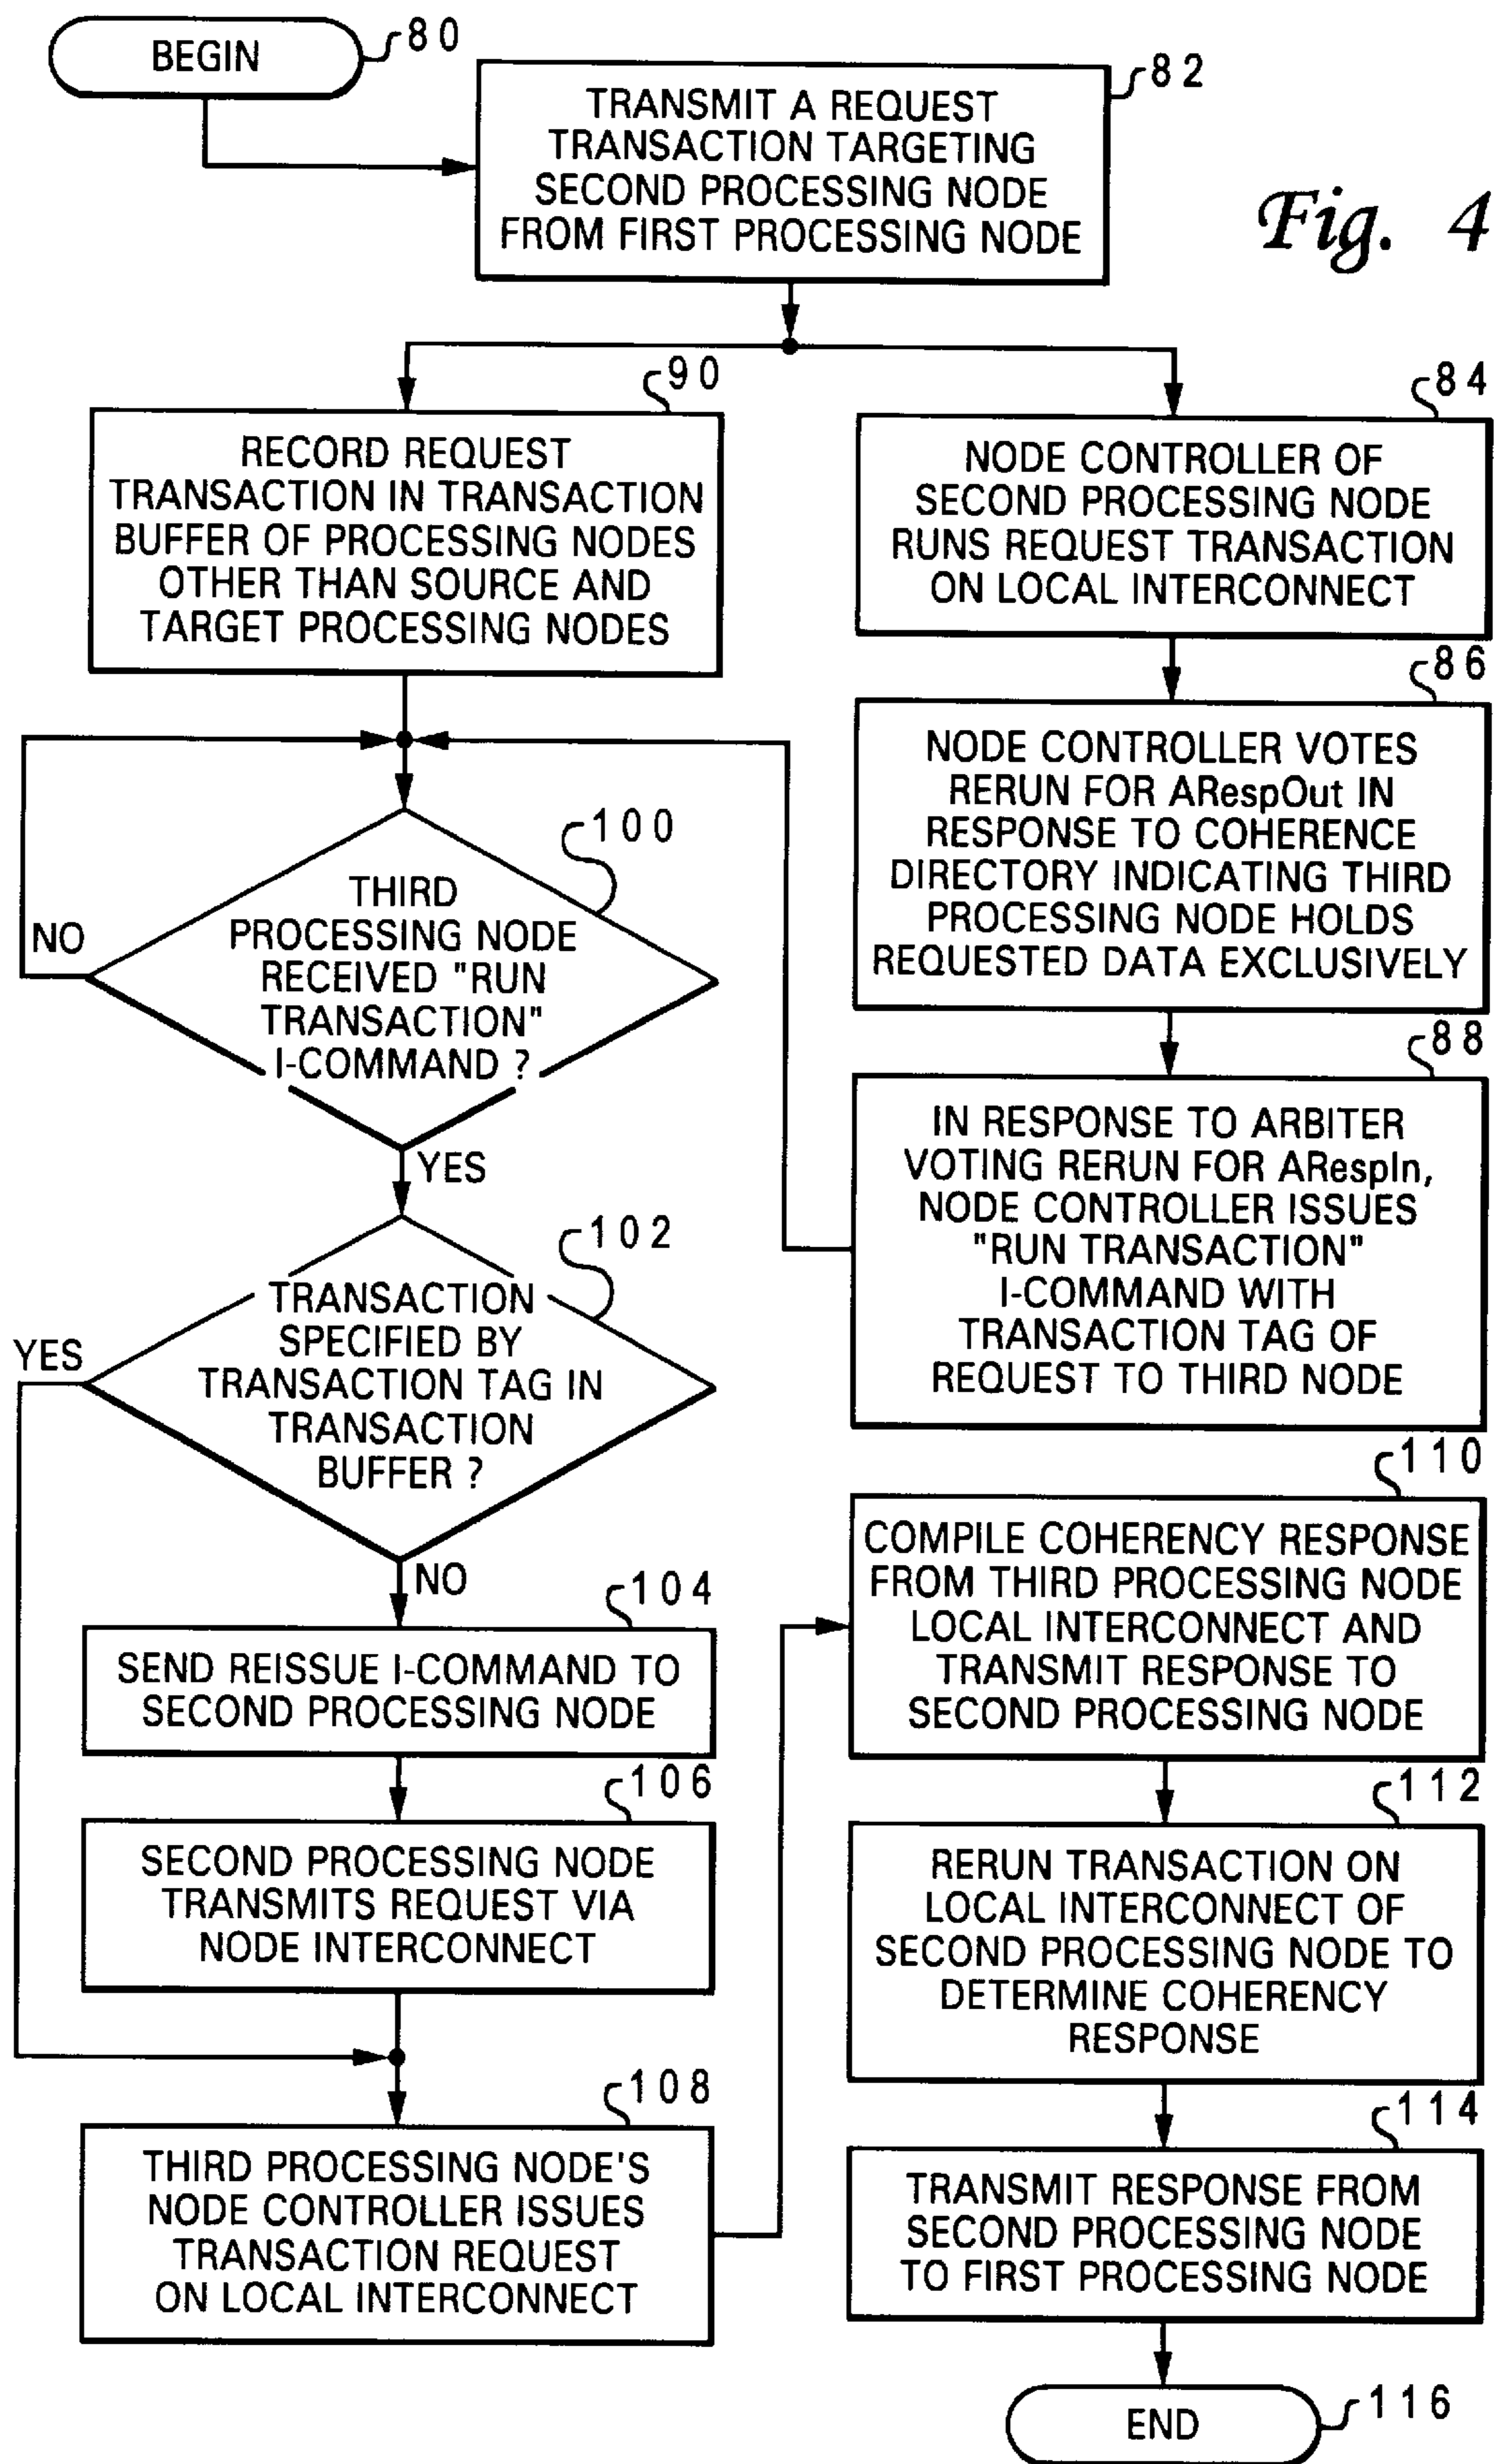 BEGIN
80
TRANSMIT A REQUEST
TRANSACTION TARGETING
SECOND PROCESSING NODE
FROM FIRST PROCESSING NODE
82
Fig. 4
90
RECORD REQUEST
TRANSACTION IN TRANSACTION
BUFFER OF PROCESSING NODES
OTHER THAN SOURCE AND
TARGET PROCESSING NODES
84
NODE CONTROLLER OF
SECOND PROCESSING NODE
RUNS REQUEST TRANSACTION
ON LOCAL INTERCONNECT
86
NODE CONTROLLER VOTES
RERUN FOR ARespOut IN
RESPONSE TO COHERENCE
DIRECTORY INDICATING THIRD
PROCESSING NODE HOLDS
REQUESTED DATA EXCLUSIVELY
88
IN RESPONSE TO ARBITER
VOTING RERUN FOR ARespIn,
NODE CONTROLLER ISSUES
"RUN TRANSACTION"
I-COMMAND WITH
TRANSACTION TAG OF
REQUEST TO THIRD NODE
100
THIRD
PROCESSING NODE
RECEIVED "RUN
TRANSACTION"
I-COMMAND ?
NO
YES
102
TRANSACTION
SPECIFIED BY
TRANSACTION TAG IN
TRANSACTION
BUFFER ?
YES
NO
104
SEND REISSUE I-COMMAND TO
SECOND PROCESSING NODE
106
SECOND PROCESSING NODE
TRANSMITS REQUEST VIA
NODE INTERCONNECT
108
THIRD PROCESSING NODE'S
NODE CONTROLLER ISSUES
TRANSACTION REQUEST
ON LOCAL INTERCONNECT
110
COMPILE COHERENCY RESPONSE
FROM THIRD PROCESSING NODE
LOCAL INTERCONNECT AND
TRANSMIT RESPONSE TO
SECOND PROCESSING NODE
112
RERUN TRANSACTION ON
LOCAL INTERCONNECT OF
SECOND PROCESSING NODE TO
DETERMINE COHERENCY
RESPONSE
114
TRANSMIT RESPONSE FROM
SECOND PROCESSING NODE
TO FIRST PROCESSING NODE
END
116